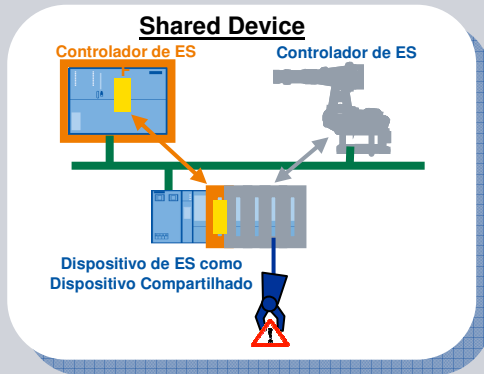 Shared Device
Controlador de ES
Controlador de ES
Dispositivo de ES como
Dispositivo Compartilhado